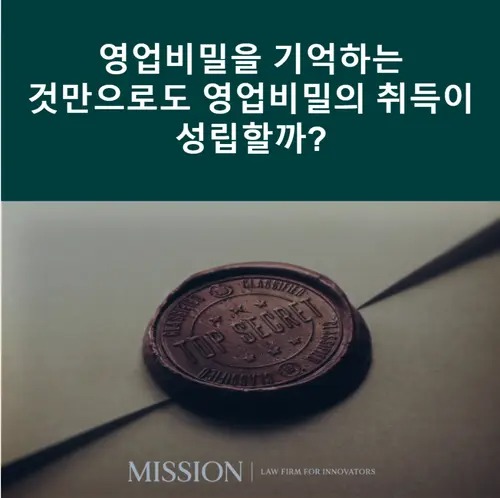 영업비밀을 기억하는
것만으로도 영업비밀의 취득이
성립할까?
CLASSIFIED
TOP SECRET
CLASSIFIED
MISSION | LAW FIRM FOR INNOVATORS